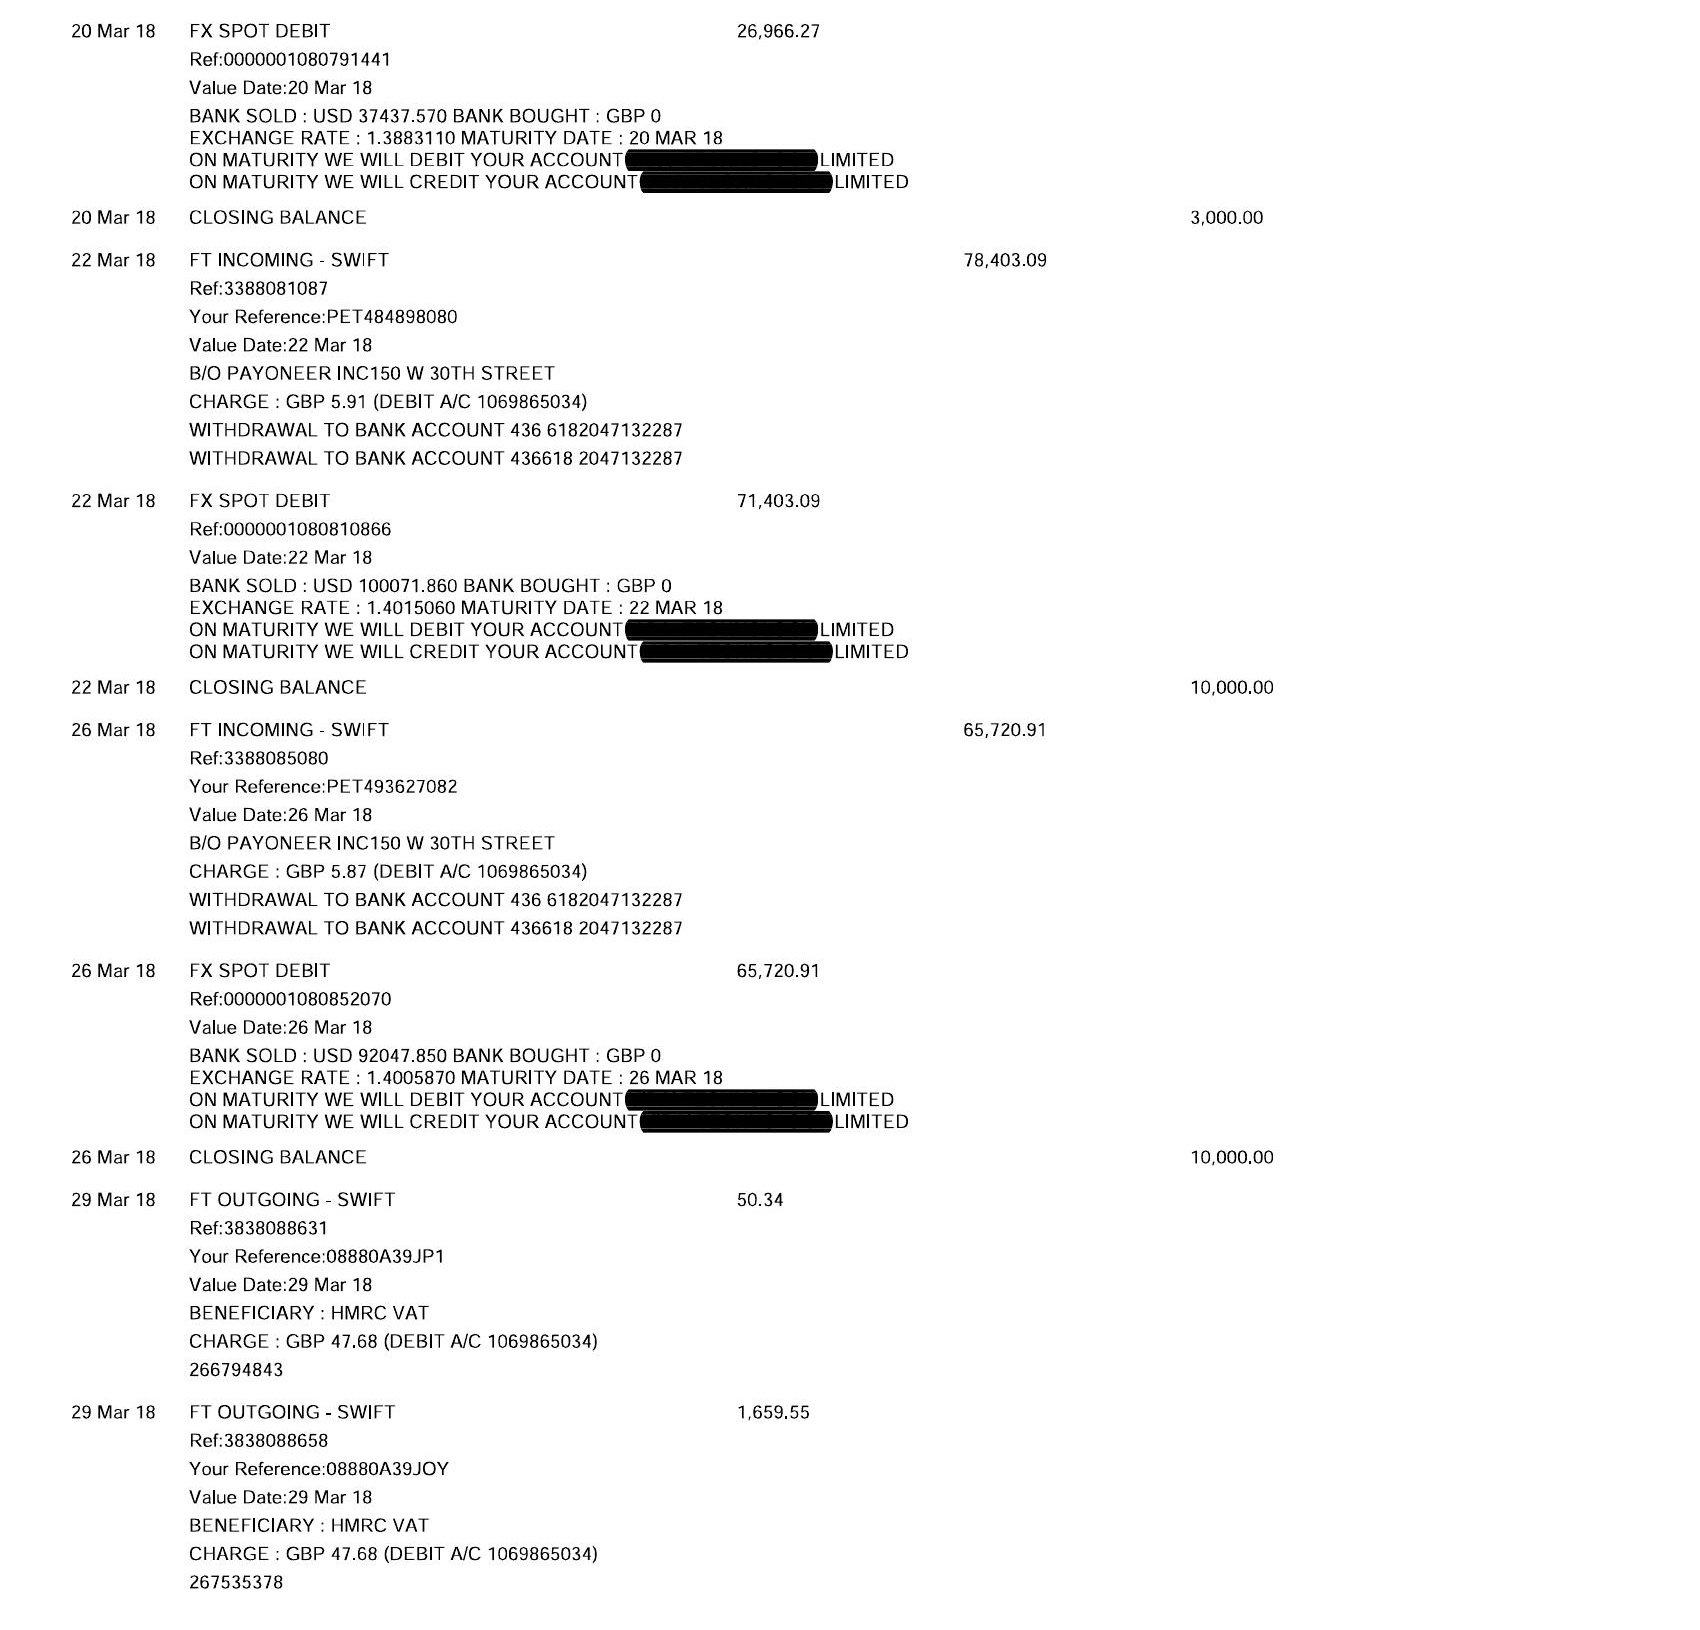 20 Mar 18 FX SPOT DEBIT 26,966.27
Ref:0000001080791441
Value Date:20 Mar 18
BANK SOLD : USD 37437.570 BANK BOUGHT : GBP 0
EXCHANGE RATE : 1.3883110 MATURITY DATE : 20 MAR 18
ON MATURITY WE WILL DEBIT YOUR ACCOUNT LIMITED
ON MATURITY WE WILL CREDIT YOUR ACCOUNT LIMITED
20 Mar 18 CLOSING BALANCE 3,000.00
22 Mar 18 FT INCOMING - SWIFT 78,403.09
Ref:3388081087
Your Reference:PET484898080
Value Date:22 Mar 18
B/O PAYONEER INC150 W 30TH STREET
CHARGE : GBP 5.91 (DEBIT A/C 1069865034)
WITHDRAWAL TO BANK ACCOUNT 436 6182047132287
WITHDRAWAL TO BANK ACCOUNT 436618 2047132287
22 Mar 18 FX SPOT DEBIT 71,403.09
Ref:0000001080810866
Value Date:22 Mar 18
BANK SOLD : USD 100071.860 BANK BOUGHT : GBP 0
EXCHANGE RATE : 1.4015060 MATURITY DATE : 22 MAR 18
ON MATURITY WE WILL DEBIT YOUR ACCOUNT LIMITED
ON MATURITY WE WILL CREDIT YOUR ACCOUNT LIMITED
22 Mar 18 CLOSING BALANCE 10,000.00
26 Mar 18 FT INCOMING - SWIFT 65,720.91
Ref:3388085080
Your Reference:PET493627082
Value Date:26 Mar 18
B/O PAYONEER INC150 W 30TH STREET
CHARGE : GBP 5.87 (DEBIT A/C 1069865034)
WITHDRAWAL TO BANK ACCOUNT 436 6182047132287
WITHDRAWAL TO BANK ACCOUNT 436618 2047132287
26 Mar 18 FX SPOT DEBIT 65,720.91
Ref:0000001080852070
Value Date:26 Mar 18
BANK SOLD : USD 92047.850 BANK BOUGHT : GBP 0
EXCHANGE RATE : 1.4005870 MATURITY DATE : 26 MAR 18
ON MATURITY WE WILL DEBIT YOUR ACCOUNT LIMITED
ON MATURITY WE WILL CREDIT YOUR ACCOUNT LIMITED
26 Mar 18 CLOSING BALANCE 10,000.00
29 Mar 18 FT OUTGOING - SWIFT 50.34
Ref:3838088631
Your Reference:08880A39JP1
Value Date:29 Mar 18
BENEFICIARY : HMRC VAT
CHARGE : GBP 47.68 (DEBIT A/C 1069865034)
266794843
29 Mar 18 FT OUTGOING - SWIFT 1,659.55
Ref:3838088658
Your Reference:08880A39JOY
Value Date:29 Mar 18
BENEFICIARY : HMRC VAT
CHARGE : GBP 47.68 (DEBIT A/C 1069865034)
267535378